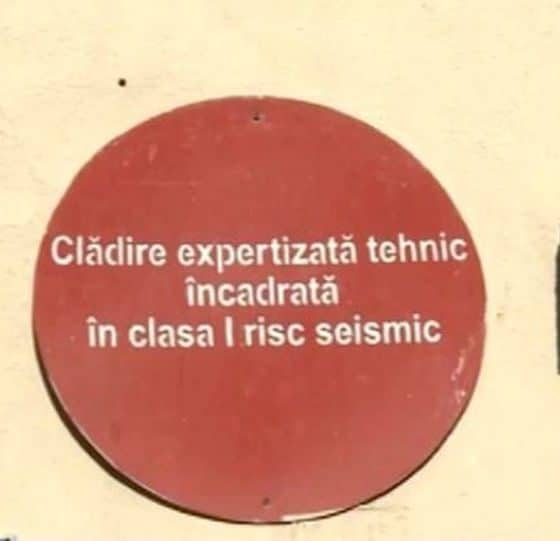 Clădire expertizată tehnic
încadrată
în clasa I risc seismic